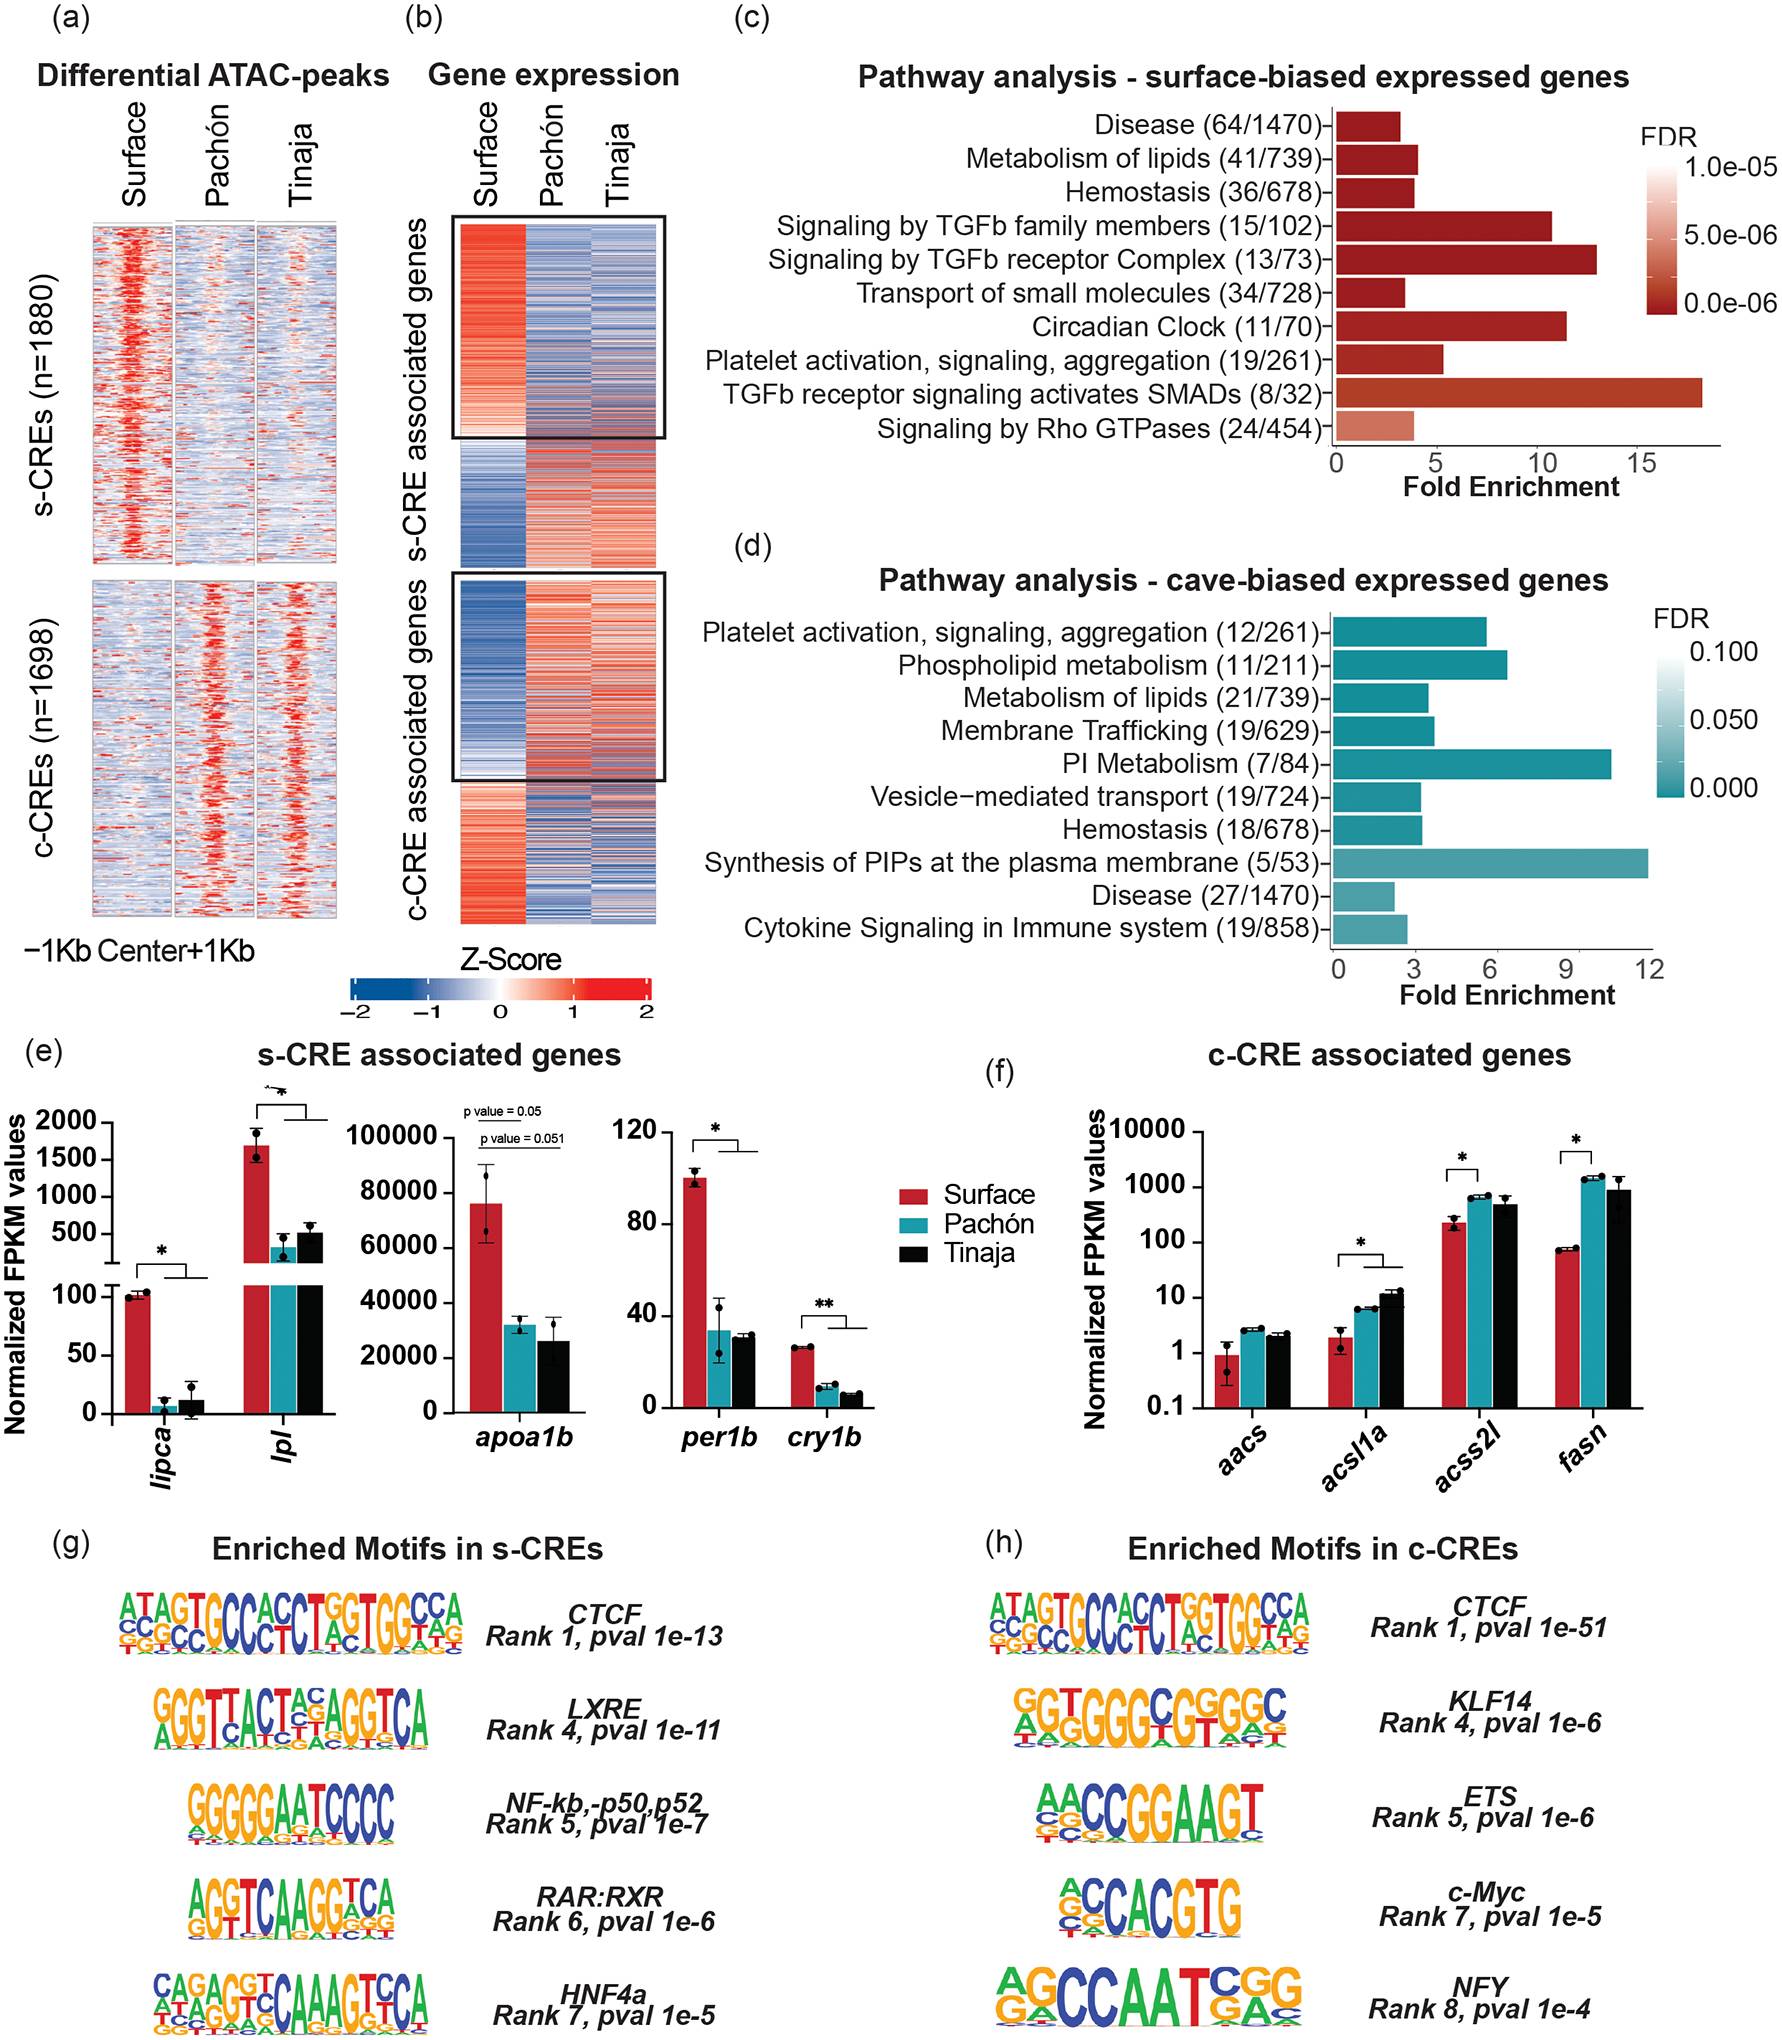 (a)
Differential ATAC-peaks
Surface
Pachón
Tinaja
s-CREs (n=1880)
c-CREs (n=1698)
−1Kb Center+1Kb
(b)
Gene expression
Surface
Pachón
Tinaja
s-CRE associated genes
c-CRE associated genes
Z-Score
−2 −1 0 1 2
(c)
Pathway analysis - surface-biased expressed genes
Disease (64/1470)
Metabolism of lipids (41/739)
Hemostasis (36/678)
Signaling by TGFb family members (15/102)
Signaling by TGFb receptor Complex (13/73)
Transport of small molecules (34/728)
Circadian Clock (11/70)
Platelet activation, signaling, aggregation (19/261)
TGFb receptor signaling activates SMADs (8/32)
Signaling by Rho GTPases (24/454)
0 5 10 15
Fold Enrichment
FDR
1.0e-05
5.0e-06
0.0e-06
(d)
Pathway analysis - cave-biased expressed genes
Platelet activation, signaling, aggregation (12/261)
Phospholipid metabolism (11/211)
Metabolism of lipids (21/739)
Membrane Trafficking (19/629)
PI Metabolism (7/84)
Vesicle−mediated transport (19/724)
Hemostasis (18/678)
Synthesis of PIPs at the plasma membrane (5/53)
Disease (27/1470)
Cytokine Signaling in Immune system (19/858)
0 3 6 9 12
Fold Enrichment
FDR
0.100
0.050
0.000
(e)
s-CRE associated genes
Normalized FPKM values
2000
1500
1000
500
100
50
0
*
*
lipca
lpl
100000
80000
60000
40000
20000
0
p value = 0.05
p value = 0.051
apoa1b
120
80
40
0
*
**
per1b
cry1b
Surface
Pachón
Tinaja
(f)
c-CRE associated genes
Normalized FPKM values
10000
1000
100
10
1
0.1
*
*
*
aacs
acsl1a
acss2l
fasn
(g)
Enriched Motifs in s-CREs
CTCF
Rank 1, pval 1e-13
LXRE
Rank 4, pval 1e-11
NF-kb,-p50,p52
Rank 5, pval 1e-7
RAR:RXR
Rank 6, pval 1e-6
HNF4a
Rank 7, pval 1e-5
(h)
Enriched Motifs in c-CREs
CTCF
Rank 1, pval 1e-51
KLF14
Rank 4, pval 1e-6
ETS
Rank 5, pval 1e-6
c-Myc
Rank 7, pval 1e-5
NFY
Rank 8, pval 1e-4